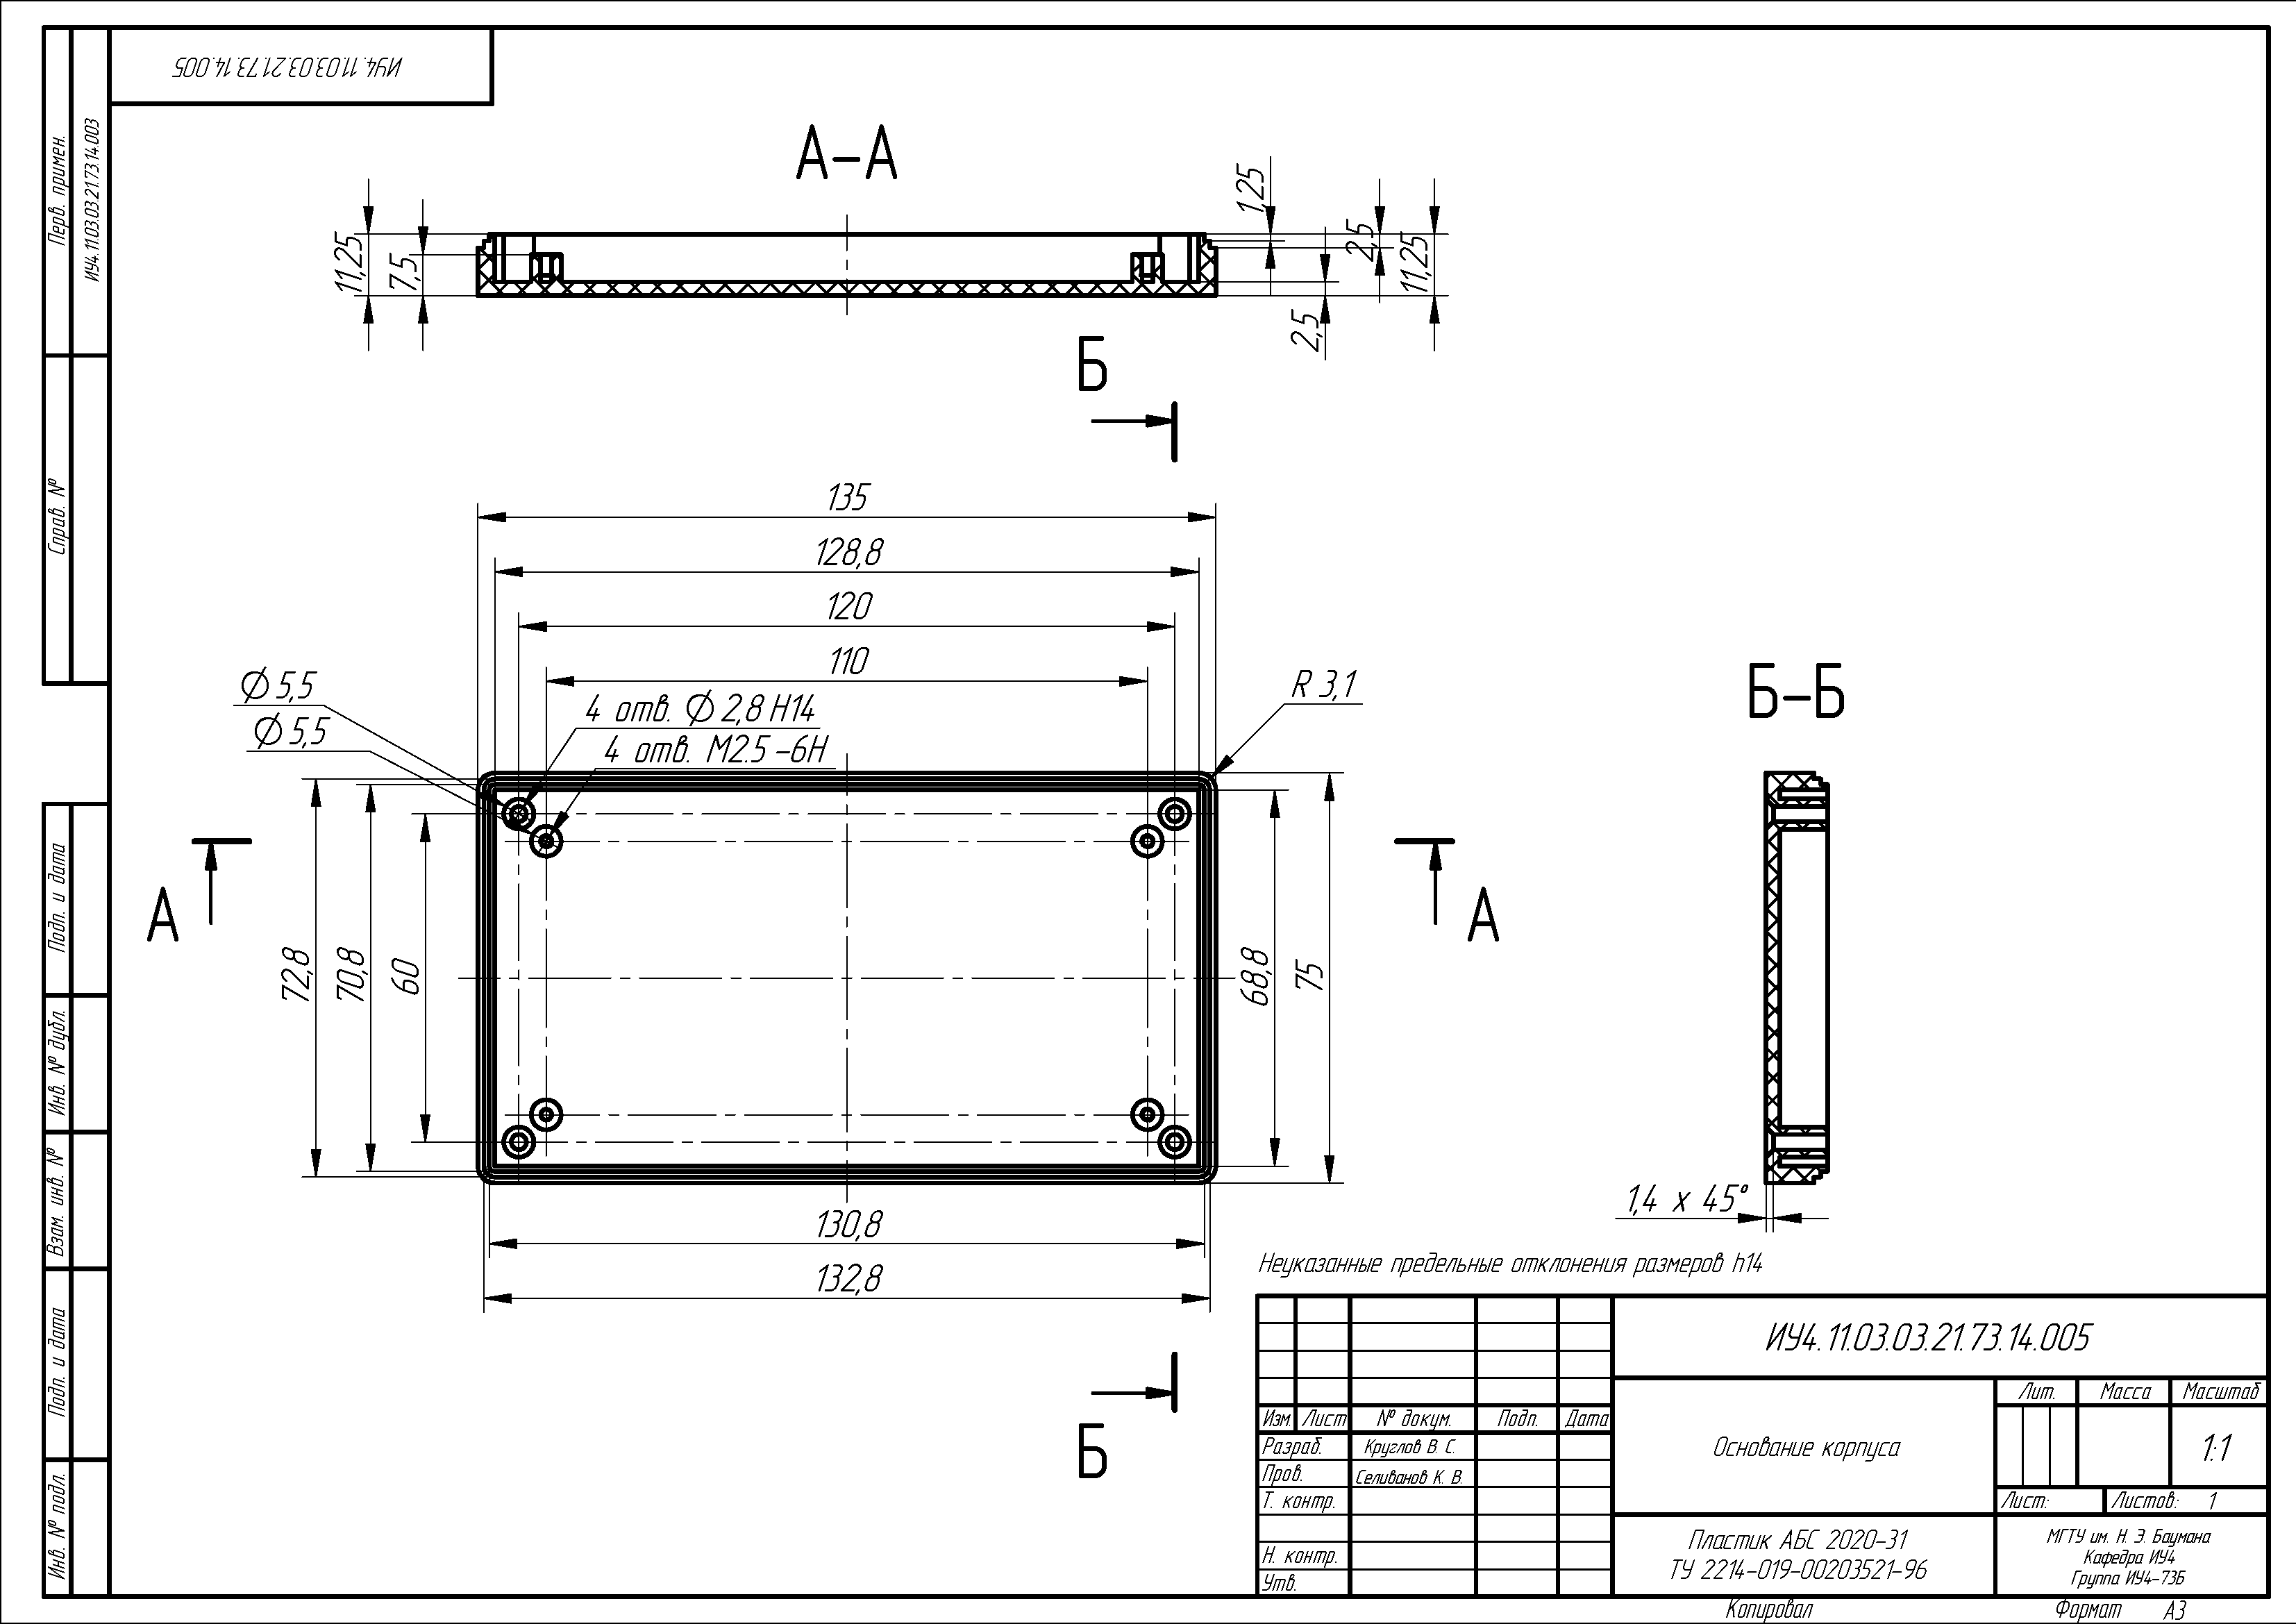 ИУ4.11.03.03.21.73.14.005
Перв. примен.
ИУ4.11.03.03.21.73.14.003
Справ. №
Подп. и дата
Инв. № дубл.
Взам. инв. №
Подп. и дата
Инв. № подл.
А-А
11,25
7,5
1,25
2,5
11,25
2,5
Б
135
128,8
120
110
⌀ 5,5
⌀ 5,5
4 отв. ⌀ 2,8 Н14
4 отв. М2.5-6Н
R 3,1
Б-Б
А
А
72,8
70,8
60
68,8
75
130,8
132,8
1,4 х 45°
Б
Неуказанные предельные отклонения размеров h14
ИУ4.11.03.03.21.73.14.005
Лит. Масса Масштаб
Изм. Лист № докум. Подп. Дата
Разраб. Круглов В. С.
Пров. Селиванов К. В.
Т. контр.
Н. контр.
Утв.
Основание корпуса
1:1
Лист: Листов: 1
Пластик АБС 2020-31
ТУ 2214-019-00203521-96
МГТУ им. Н. Э. Баумана
Кафедра ИУ4
Группа ИУ4-73Б
Копировал Формат А3